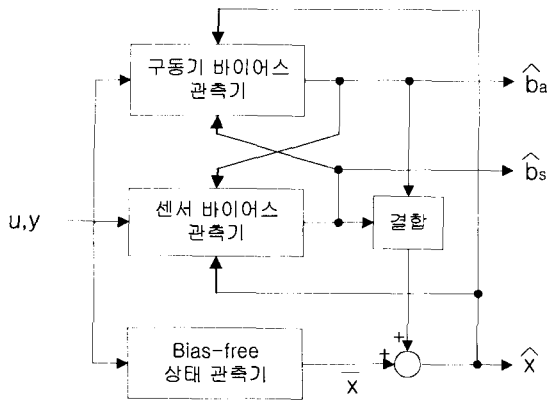 구동기 바이어스
관측기
b̂a
b̂s
u,y
센서 바이어스
관측기
결합
+
+
Bias-free
상태 관측기
x̅
x̂